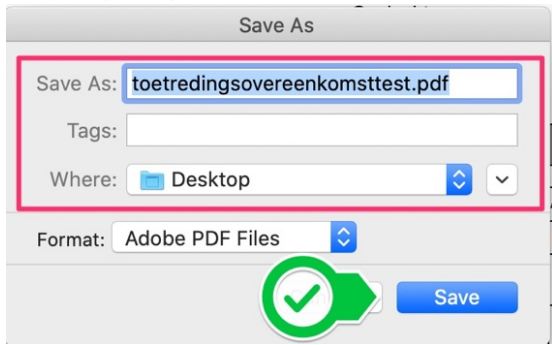 Save As
Save As: toetredingsovereenkomsttest.pdf
Tags:
Where: Desktop
Format: Adobe PDF Files
Save